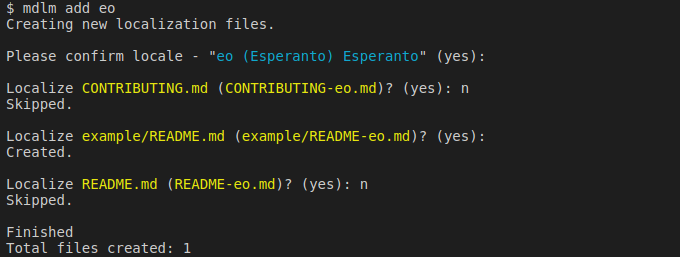 $ mdlm add eo
Creating new localization files.
Please confirm locale - "eo (Esperanto) Esperanto" (yes):
Localize CONTRIBUTING.md (CONTRIBUTING-eo.md)? (yes): n
Skipped.
Localize example/README.md (example/README-eo.md)? (yes):
Created.
Localize README.md (README-eo.md)? (yes): n
Skipped.
Finished
Total files created: 1